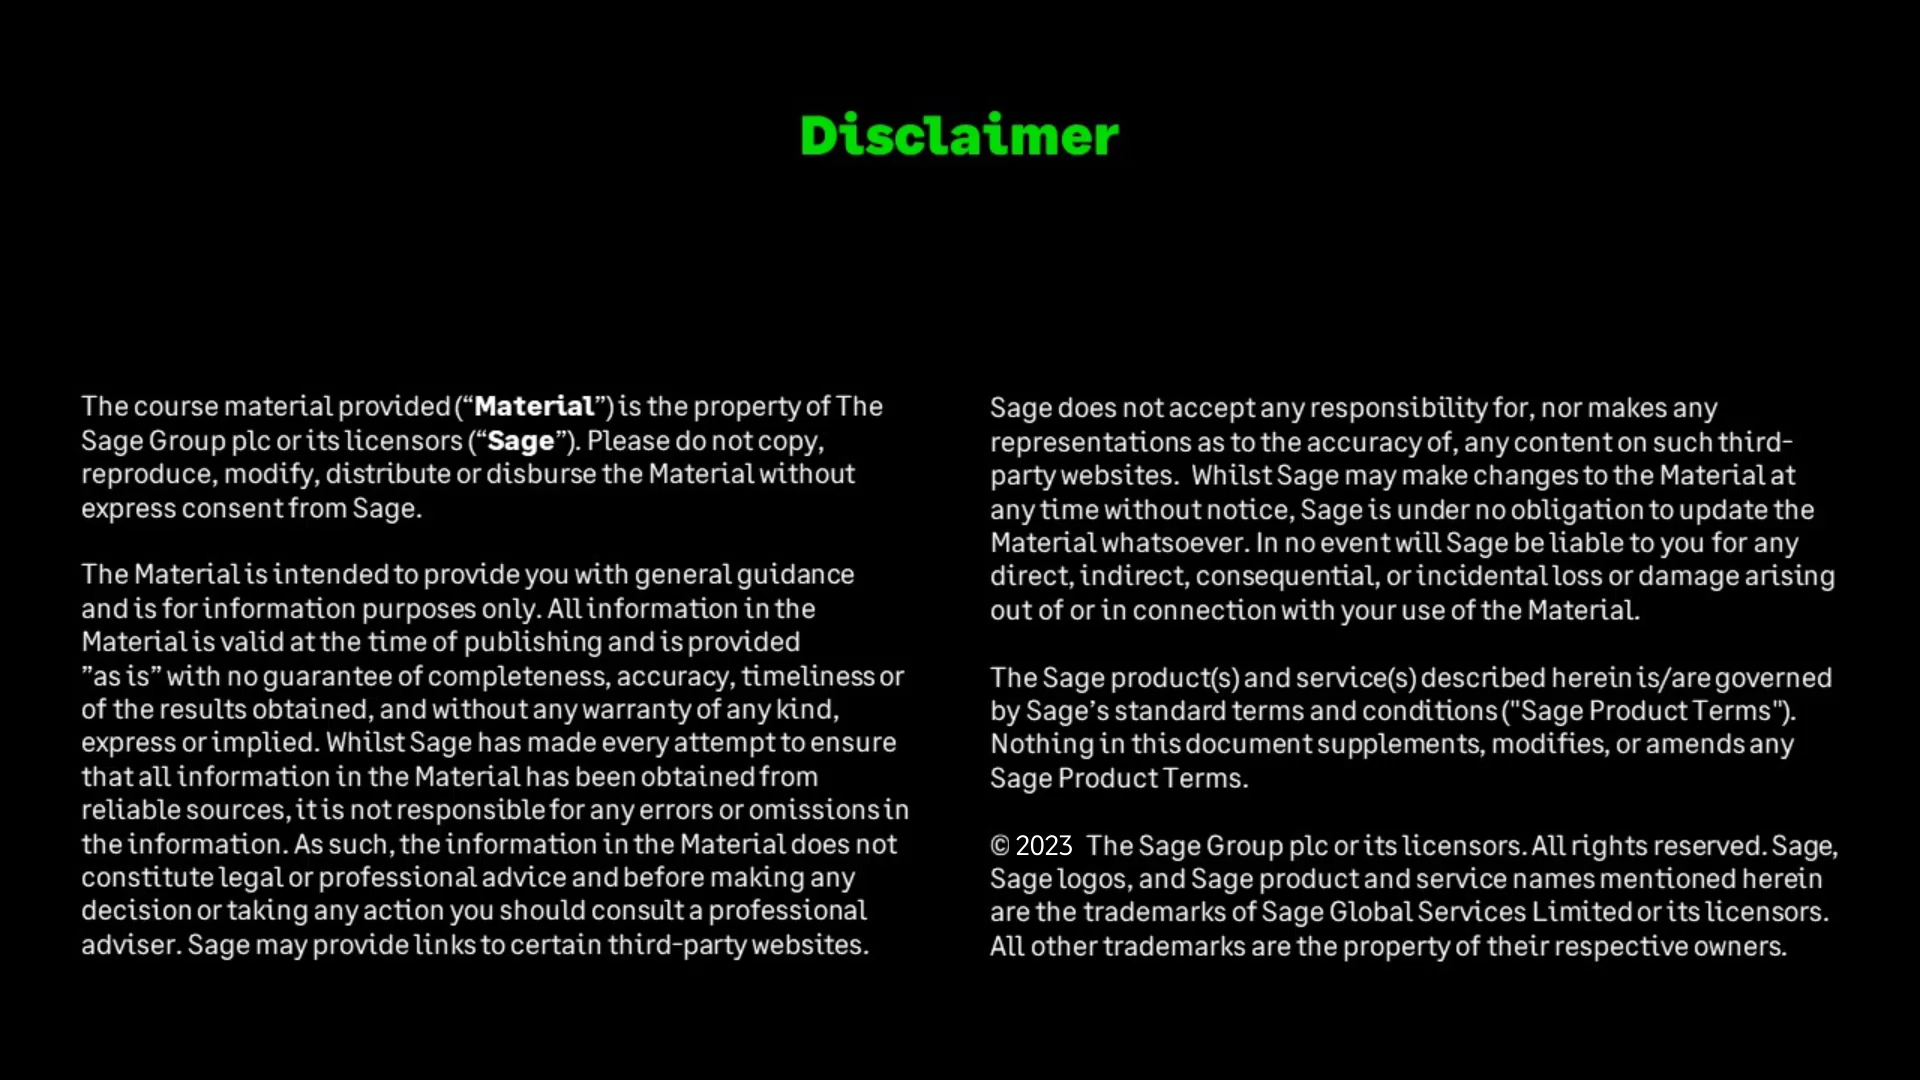 Disclaimer
The course material provided (“Material”) is the property of The
Sage Group plc or its licensors (“Sage”). Please do not copy,
reproduce, modify, distribute or disburse the Material without
express consent from Sage.
The Material is intended to provide you with general guidance
and is for information purposes only. All information in the
Material is valid at the time of publishing and is provided
”as is” with no guarantee of completeness, accuracy, timeliness or
of the results obtained, and without any warranty of any kind,
express or implied. Whilst Sage has made every attempt to ensure
that all information in the Material has been obtained from
reliable sources, it is not responsible for any errors or omissions in
the information. As such, the information in the Material does not
constitute legal or professional advice and before making any
decision or taking any action you should consult a professional
adviser. Sage may provide links to certain third-party websites.
Sage does not accept any responsibility for, nor makes any
representations as to the accuracy of, any content on such third-
party websites.  Whilst Sage may make changes to the Material at
any time without notice, Sage is under no obligation to update the
Material whatsoever. In no event will Sage be liable to you for any
direct, indirect, consequential, or incidental loss or damage arising
out of or in connection with your use of the Material.
The Sage product(s) and service(s) described herein is/are governed
by Sage’s standard terms and conditions ("Sage Product Terms").
Nothing in this document supplements, modifies, or amends any
Sage Product Terms.
© 2023  The Sage Group plc or its licensors. All rights reserved. Sage,
Sage logos, and Sage product and service names mentioned herein
are the trademarks of Sage Global Services Limited or its licensors.
All other trademarks are the property of their respective owners.